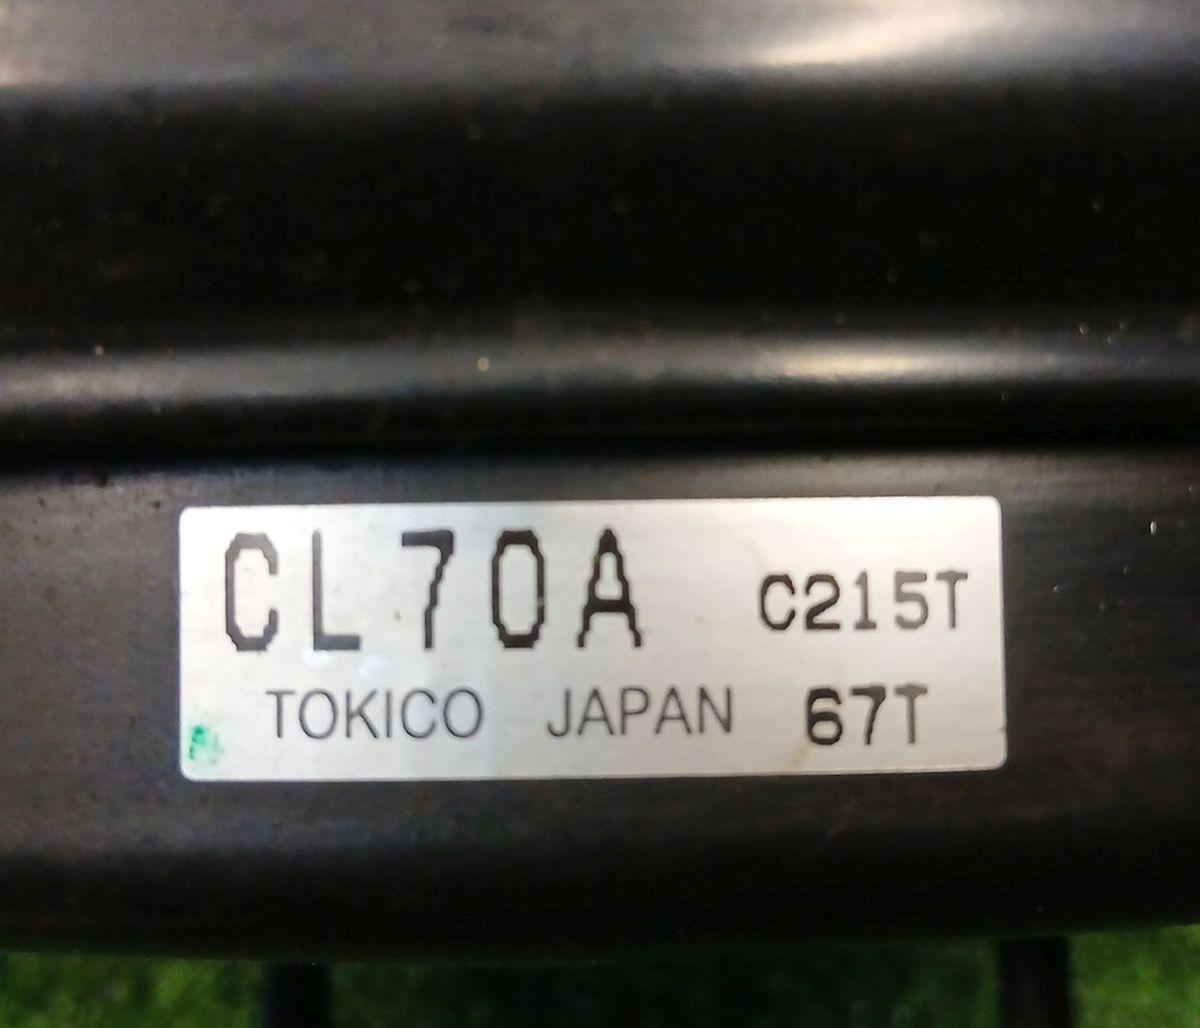 CL70A C215T
TOKICO JAPAN 67T